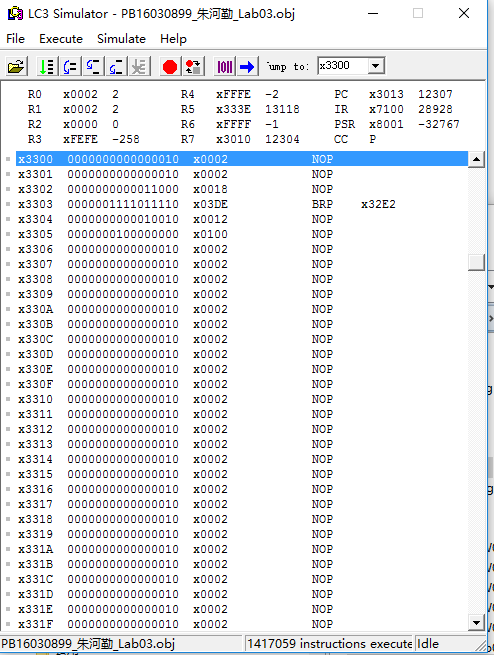 LC3 Simulator - PB16030899_朱河勤_Lab03.obj
File Execute Simulate Help
Jump to: x3300
R0 x0002 2 R4 xFFFE -2 PC x3013 12307
R1 x0002 2 R5 x333E 13118 IR x7100 28928
R2 x0000 0 R6 xFFFF -1 PSR x8001 -32767
R3 xFEFE -258 R7 x3010 12304 CC P
x3300 0000000000000010 x0002 NOP
x3301 0000000000000010 x0002 NOP
x3302 0000000000011000 x0018 NOP
x3303 0000001111011110 x03DE BRP x32E2
x3304 0000000000010010 x0012 NOP
x3305 0000000100000000 x0100 NOP
x3306 0000000000000010 x0002 NOP
x3307 0000000000000010 x0002 NOP
x3308 0000000000000010 x0002 NOP
x3309 0000000000000010 x0002 NOP
x330A 0000000000000010 x0002 NOP
x330B 0000000000000010 x0002 NOP
x330C 0000000000000010 x0002 NOP
x330D 0000000000000010 x0002 NOP
x330E 0000000000000010 x0002 NOP
x330F 0000000000000010 x0002 NOP
x3310 0000000000000010 x0002 NOP
x3311 0000000000000010 x0002 NOP
x3312 0000000000000010 x0002 NOP
x3313 0000000000000010 x0002 NOP
x3314 0000000000000010 x0002 NOP
x3315 0000000000000010 x0002 NOP
x3316 0000000000000010 x0002 NOP
x3317 0000000000000010 x0002 NOP
x3318 0000000000000010 x0002 NOP
x3319 0000000000000010 x0002 NOP
x331A 0000000000000010 x0002 NOP
x331B 0000000000000010 x0002 NOP
x331C 0000000000000010 x0002 NOP
x331D 0000000000000010 x0002 NOP
x331E 0000000000000010 x0002 NOP
x331F 0000000000000010 x0002 NOP
PB16030899_朱河勤_Lab03.obj 1417059 instructions execute Idle